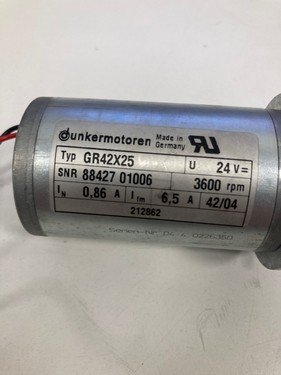 dunkermotoren Made in Germany
Typ GR42X25 U 24 V=
SNR 88427 01006 3600 rpm
IN 0,86 A I1m 6,5 A 42/04
212862